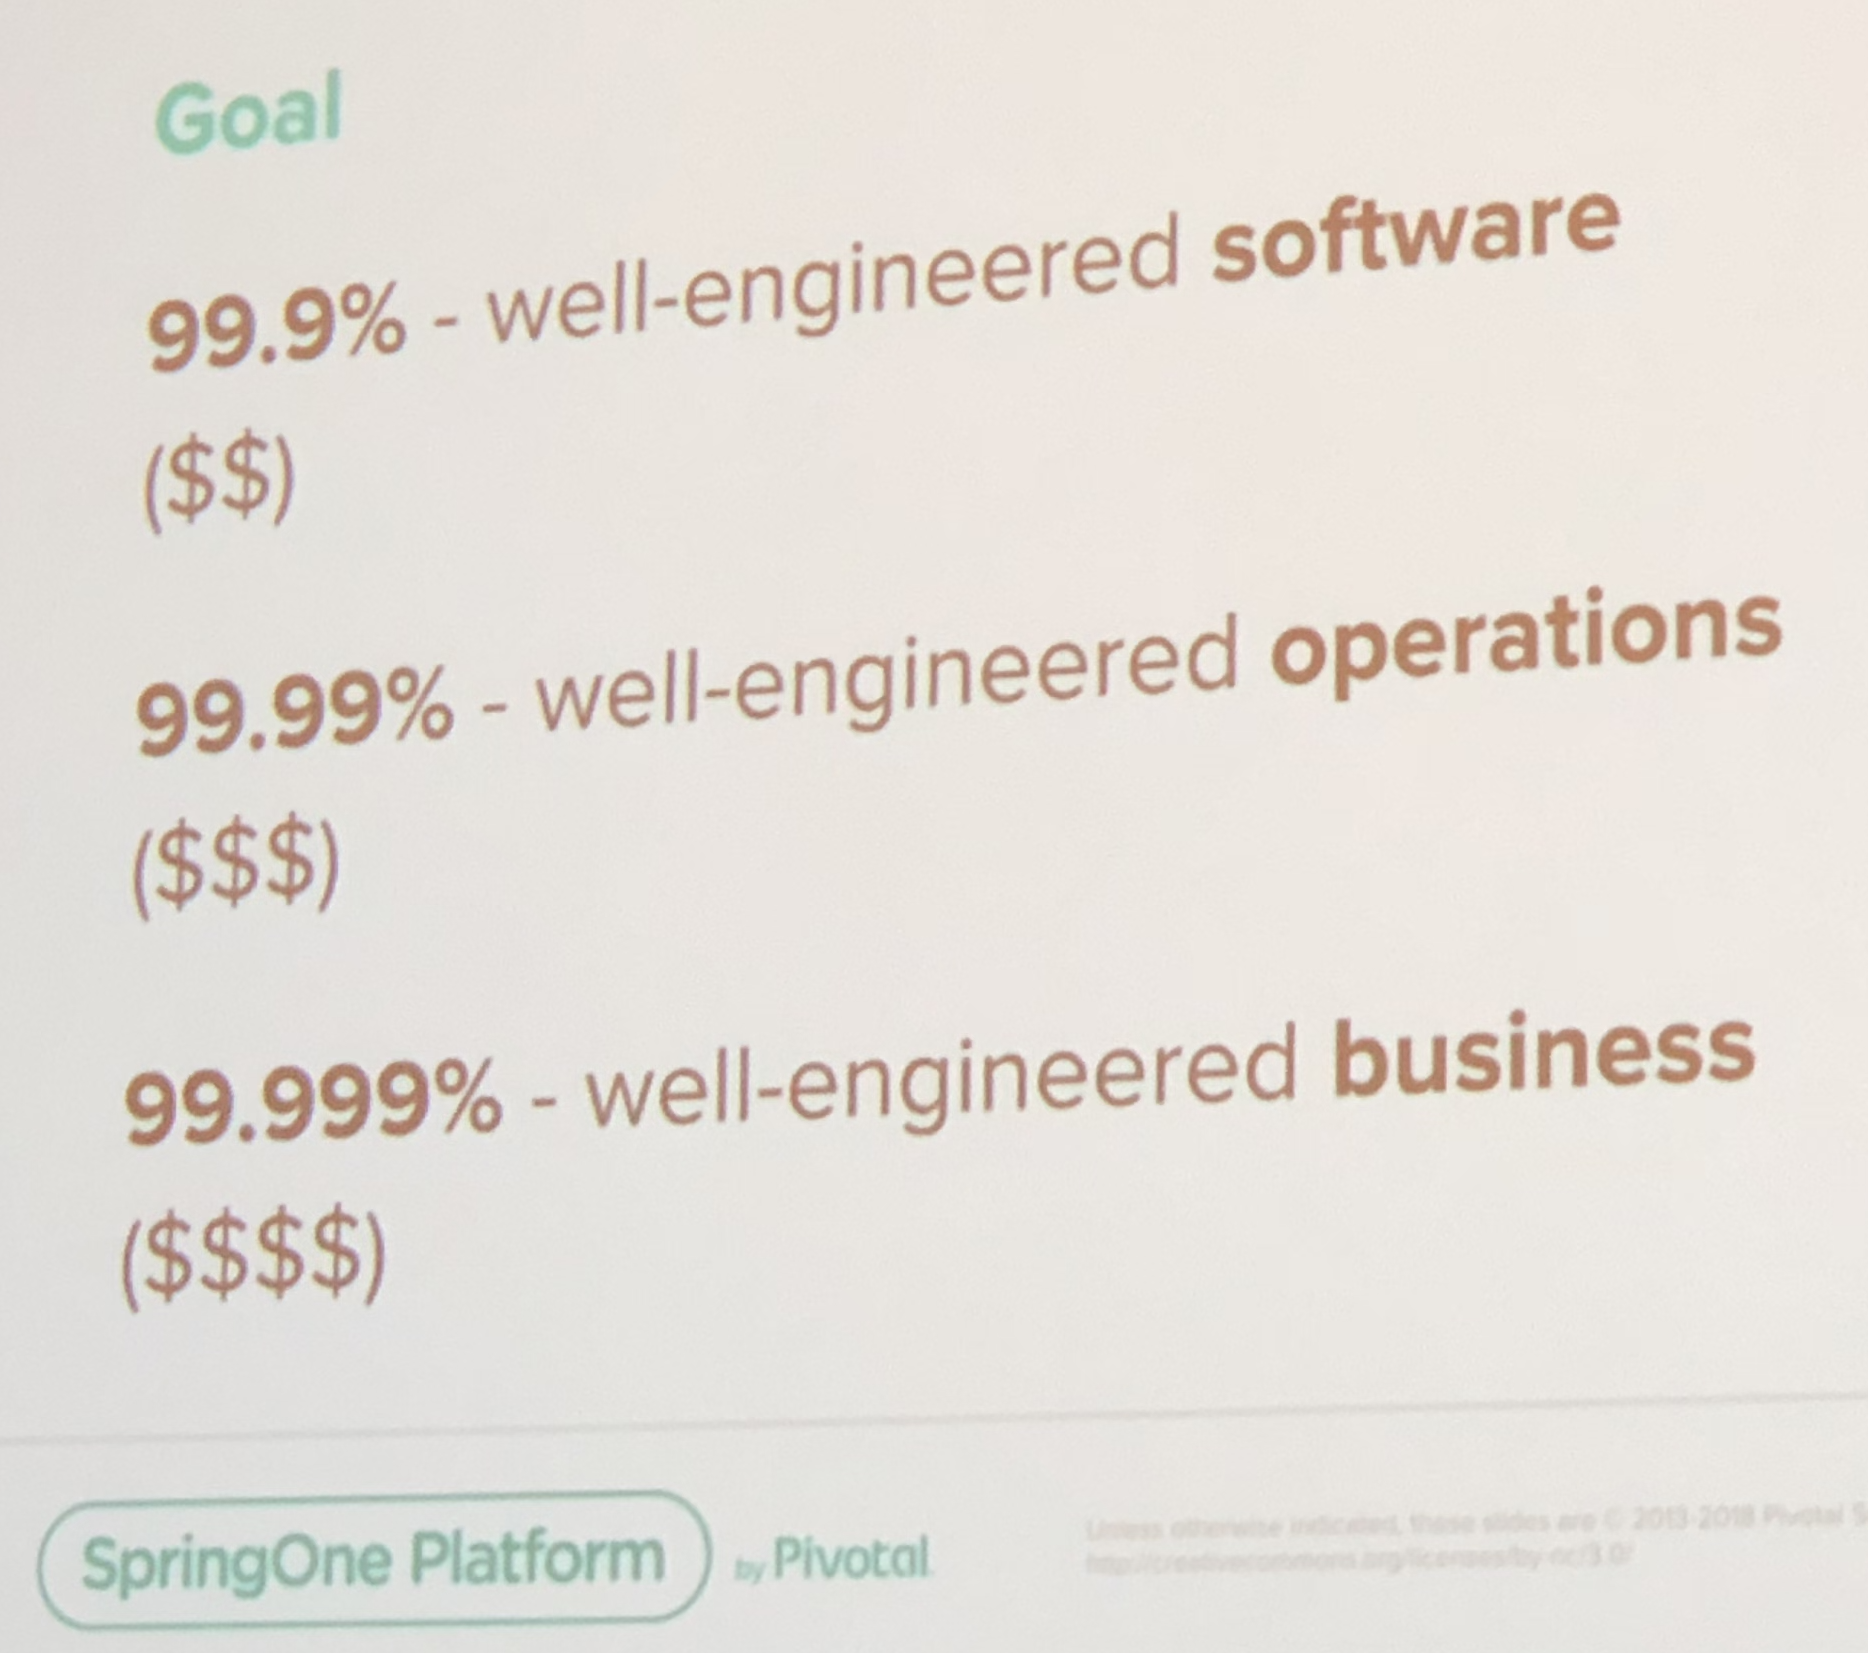 Goal
99.9% - well-engineered software
($$)
99.99% - well-engineered operations
($$$)
99.999% - well-engineered business
($$$$)
SpringOne Platform by Pivotal
Unless otherwise indicated, these slides are © 2013-2018 Pivotal
http://creativecommons.org/licenses/by-nc/3.0/